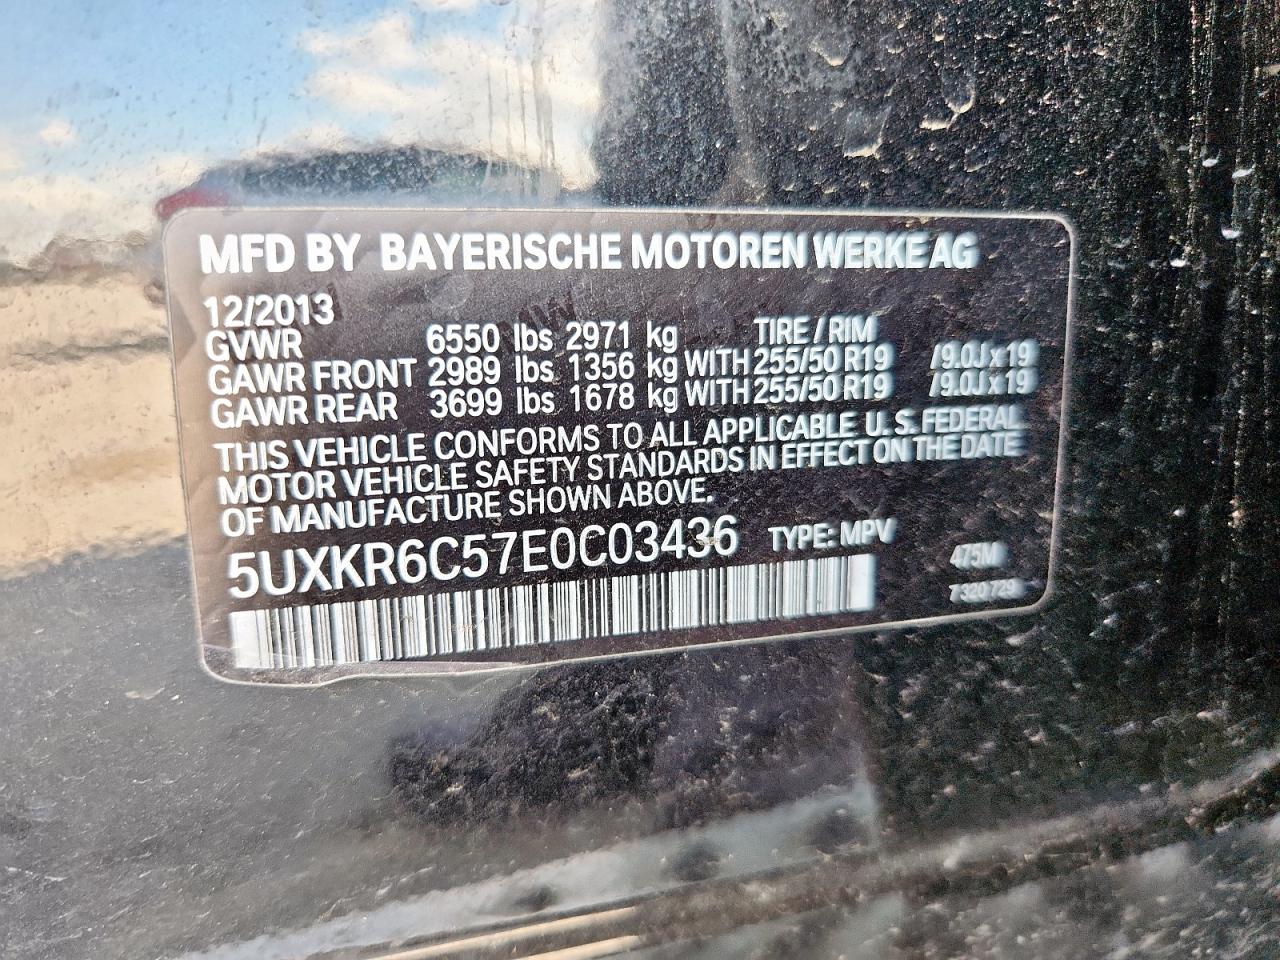 MFD BY BAYERISCHE MOTOREN WERKE AG
12/2013
GVWR 6550 lbs 2971 kg TIRE / RIM
GAWR FRONT 2989 lbs 1356 kg WITH 255/50 R19 /9.0J x 19
GAWR REAR 3699 lbs 1678 kg WITH 255/50 R19 /9.0J x 19
THIS VEHICLE CONFORMS TO ALL APPLICABLE U.S. FEDERAL
MOTOR VEHICLE SAFETY STANDARDS IN EFFECT ON THE DATE
OF MANUFACTURE SHOWN ABOVE.
5UXKR6C57E0C03436 TYPE: MPV
475M
7 320 729